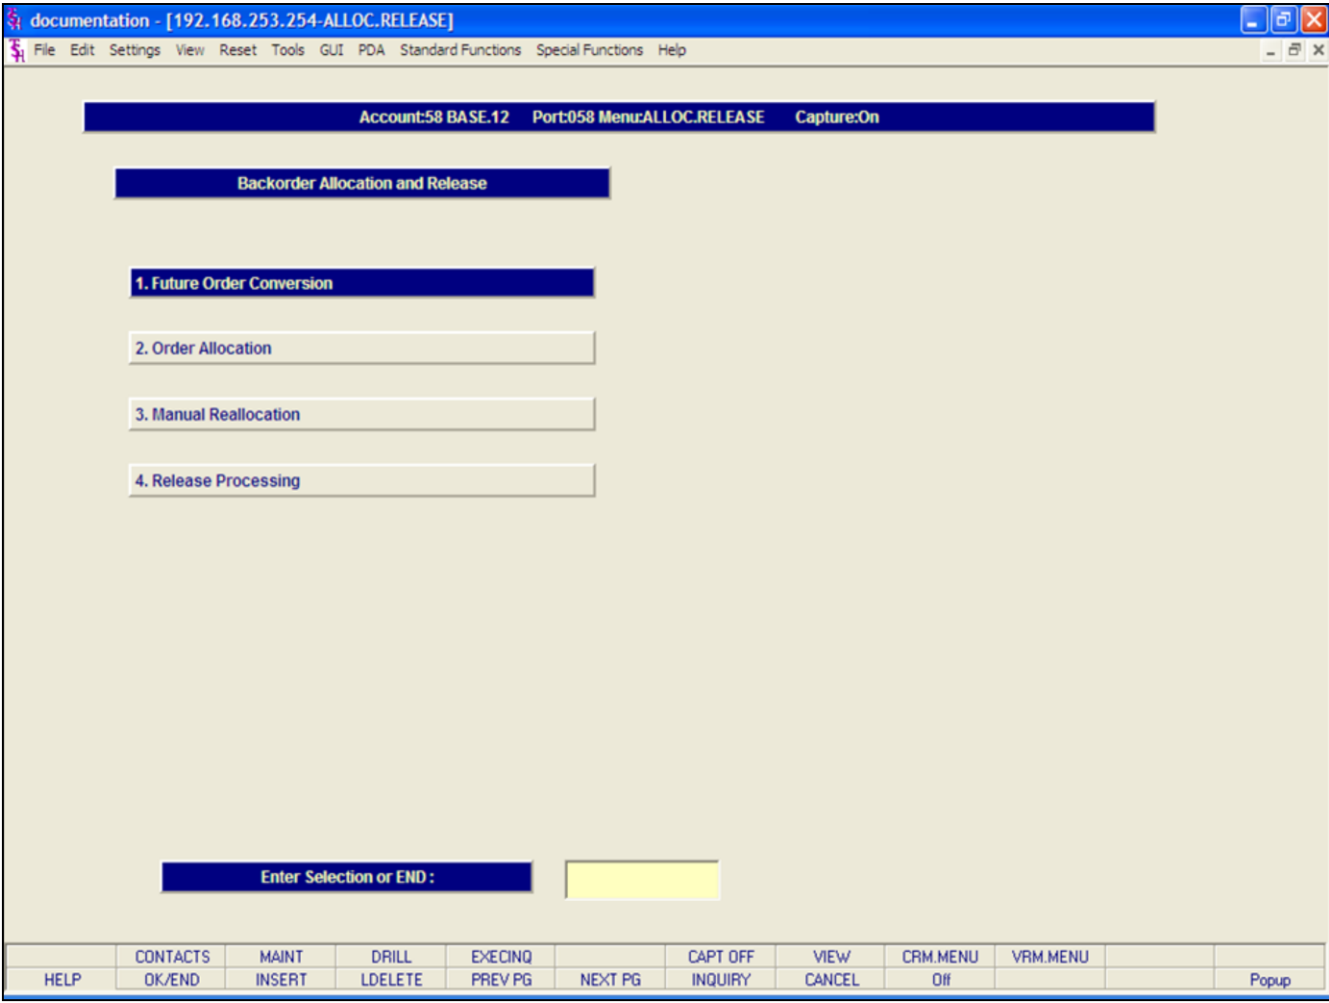 documentation - [192.168.253.254-ALLOC.RELEASE]
File Edit Settings View Reset Tools GUI PDA Standard Functions Special Functions Help
Account:58 BASE.12 Port:058 Menu:ALLOC.RELEASE Capture:On
Backorder Allocation and Release
1. Future Order Conversion
2. Order Allocation
3. Manual Reallocation
4. Release Processing
Enter Selection or END :
CONTACTS MAINT DRILL EXECINQ CAPT OFF VIEW CRM.MENU VRM.MENU
HELP OK/END INSERT LDELETE PREV PG NEXT PG INQUIRY CANCEL Off Popup